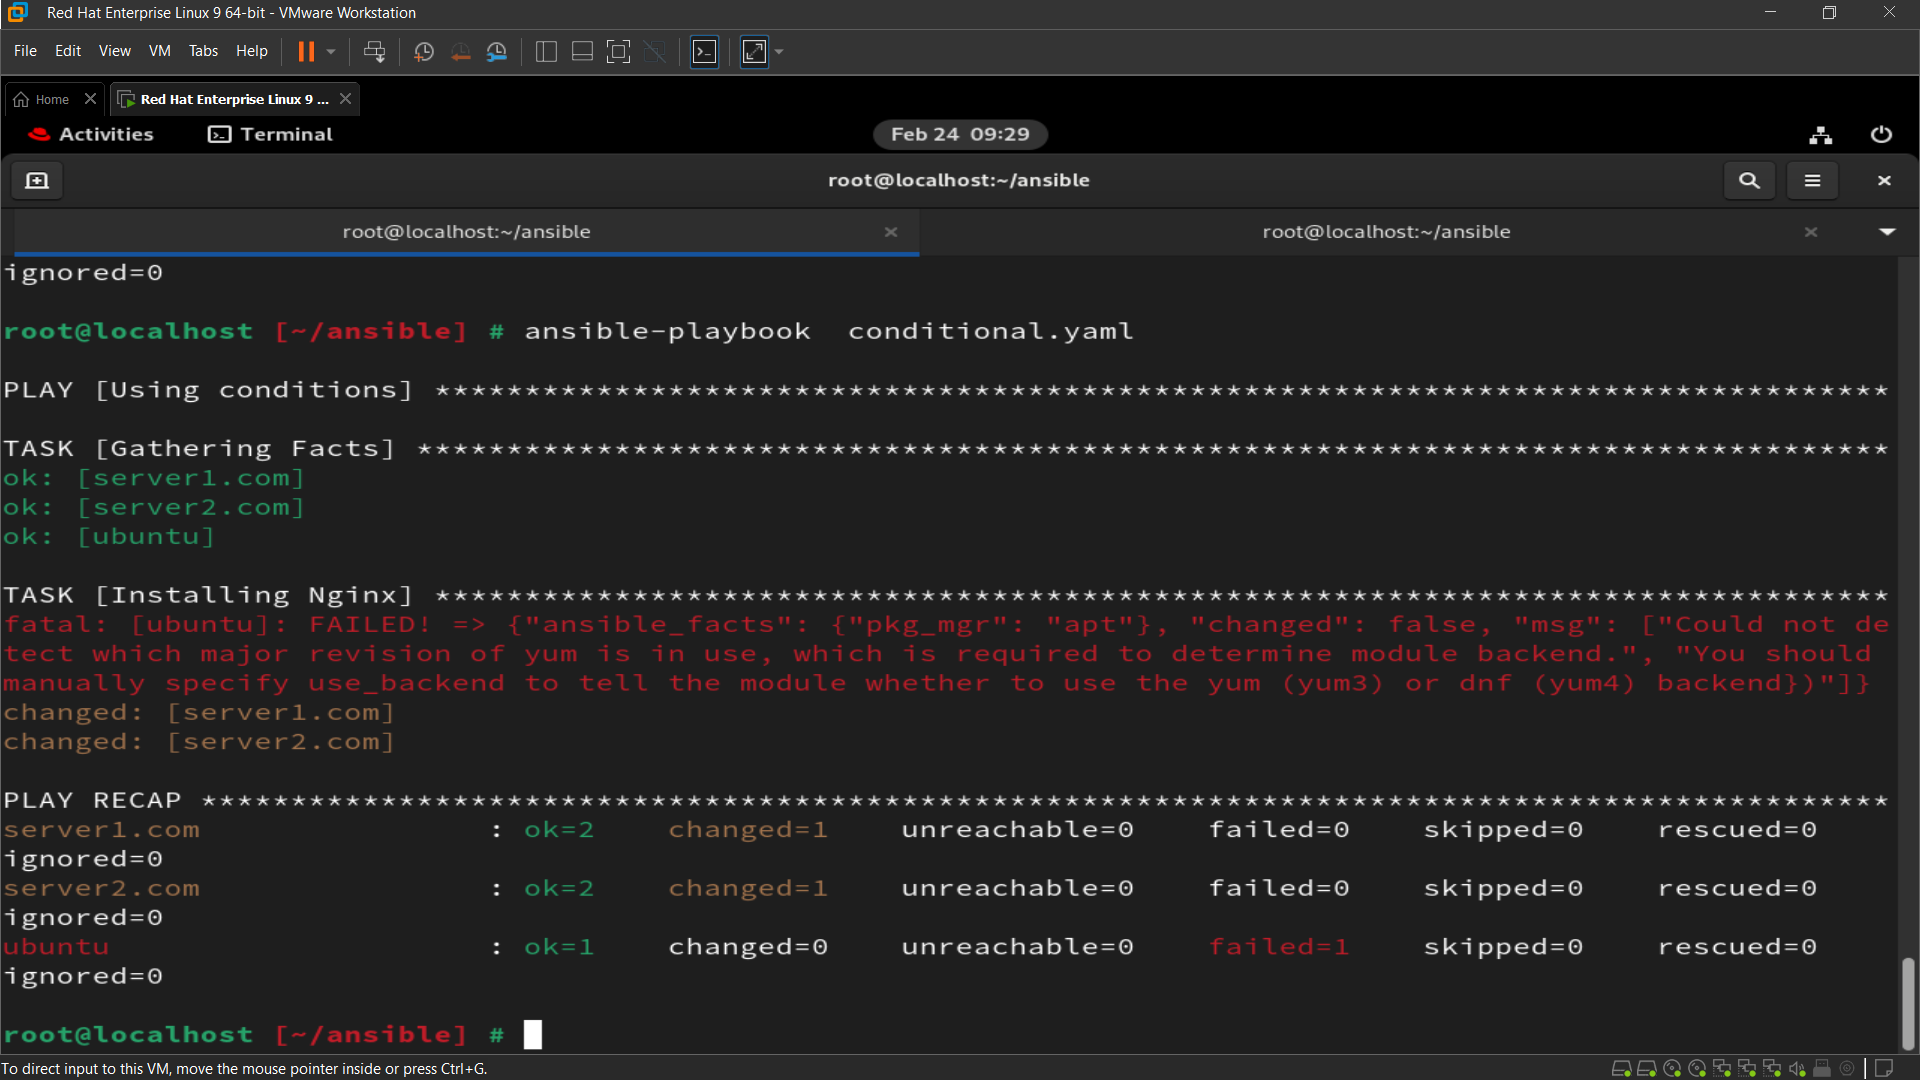 Red Hat Enterprise Linux 9 64-bit - VMware Workstation
File Edit View VM Tabs Help
Home
Red Hat Enterprise Linux 9 ...
Activities Terminal Feb 24 09:29
root@localhost:~/ansible
root@localhost:~/ansible root@localhost:~/ansible
ignored=0
root@localhost [~/ansible] # ansible-playbook  conditional.yaml
PLAY [Using conditions] *********************************************************************************
TASK [Gathering Facts] **********************************************************************************
ok: [server1.com]
ok: [server2.com]
ok: [ubuntu]
TASK [Installing Nginx] *********************************************************************************
fatal: [ubuntu]: FAILED! => {"ansible_facts": {"pkg_mgr": "apt"}, "changed": false, "msg": ["Could not de
tect which major revision of yum is in use, which is required to determine module backend.", "You should
manually specify use_backend to tell the module whether to use the yum (yum3) or dnf (yum4) backend})"]}
changed: [server1.com]
changed: [server2.com]
PLAY RECAP **********************************************************************************************
server1.com : ok=2 changed=1 unreachable=0 failed=0 skipped=0 rescued=0
ignored=0
server2.com : ok=2 changed=1 unreachable=0 failed=0 skipped=0 rescued=0
ignored=0
ubuntu : ok=1 changed=0 unreachable=0 failed=1 skipped=0 rescued=0
ignored=0
root@localhost [~/ansible] #
To direct input to this VM, move the mouse pointer inside or press Ctrl+G.